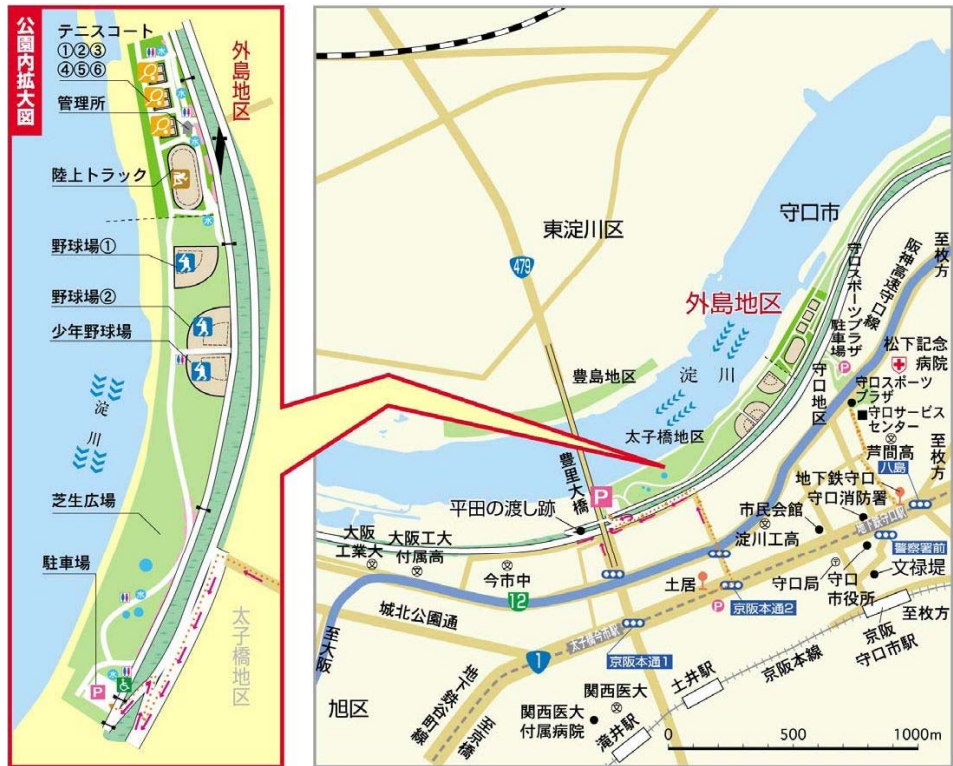 公園内拡大図
テニスコート
①②③
④⑤⑥
管理所
陸上トラック
野球場①
野球場②
少年野球場
淀川
芝生広場
駐車場
P
外島地区
太子橋地区
水
水
水
水
水
水
東淀川区
守口市
479
外島地区
豊島地区
淀川
太子橋地区
豊里大橋
P
平田の渡し跡
守口スポーツプラザ
駐車場
P
守口地区
阪神高速守口線
至枚方
松下記念
病院
守口スポーツ
プラザ
守口サービス
センター
芦間高
八島
至枚方
地下鉄守口
守口消防署
市民会館
淀川工高
地下鉄守口駅
警察署前
文禄堤
守口局
守口
市役所
至枚方
京阪
守口市駅
大阪
工業大
大阪工大
付属高
今市中
12
土居
P
京阪本通2
城北公園通
太子橋今市駅
京阪本通1
1
至大阪
地下鉄谷町線
至京橋
旭区
関西医大
関西医大
付属病院
滝井駅
土井駅
京阪本線
0
500
1000m